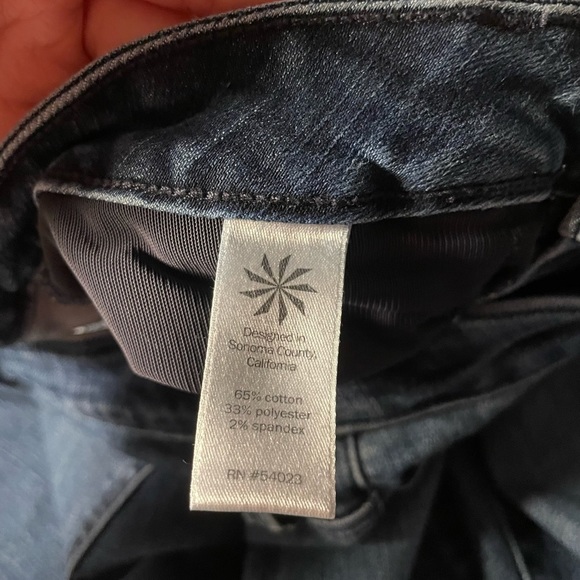 Designed in
Sonoma County,
California
65% cotton
33% polyester
2% spandex
RN #54023